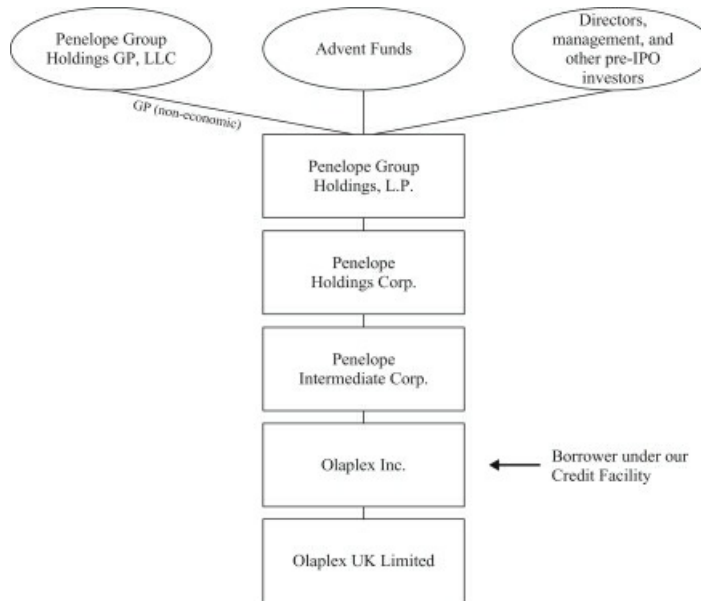 Penelope Group
Holdings GP, LLC
Advent Funds
Directors,
management, and
other pre-IPO
investors
GP (non-economic)
Penelope Group
Holdings, L.P.
Penelope
Holdings Corp.
Penelope
Intermediate Corp.
Olaplex Inc.
Borrower under our
Credit Facility
Olaplex UK Limited